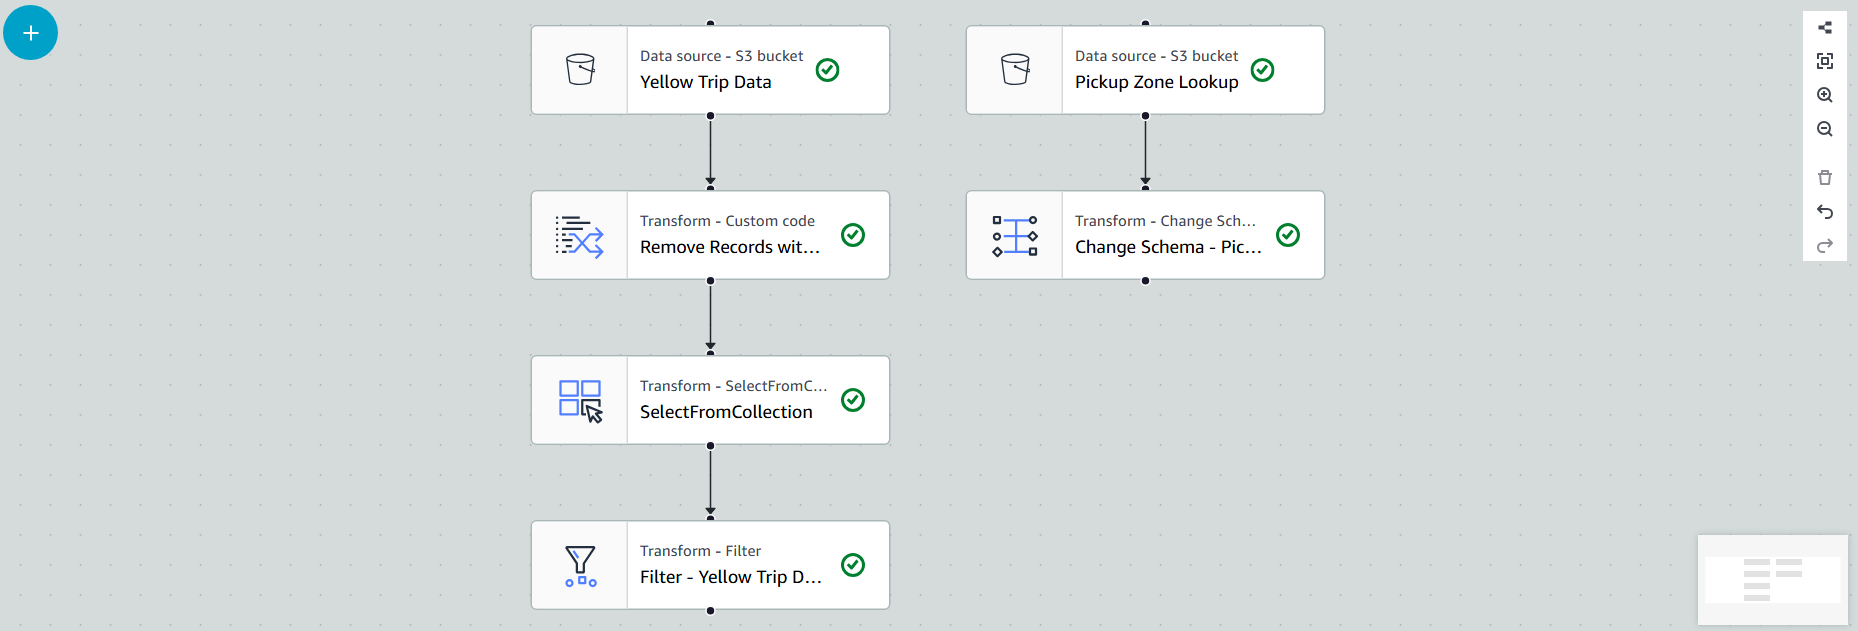 Data source - S3 bucket
Yellow Trip Data
Data source - S3 bucket
Pickup Zone Lookup
Transform - Custom code
Remove Records wit...
Transform - Change Sch...
Change Schema - Pic...
Transform - SelectFromC...
SelectFromCollection
Transform - Filter
Filter - Yellow Trip D...